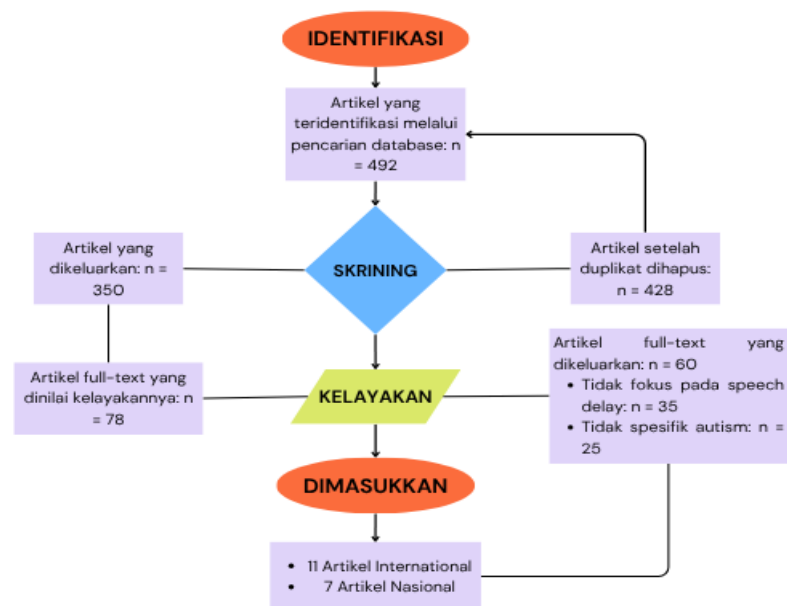 IDENTIFIKASI
Artikel yang
teridentifikasi melalui
pencarian database: n
= 492
Artikel yang
dikeluarkan: n =
350
SKRINING
Artikel setelah
duplikat dihapus:
n = 428
Artikel full-text yang
dinilai kelayakannya: n
= 78
KELAYAKAN
Artikel full-text yang
dikeluarkan: n = 60
• Tidak fokus pada speech
delay: n = 35
• Tidak spesifik autism: n =
25
DIMASUKKAN
• 11 Artikel International
• 7 Artikel Nasional